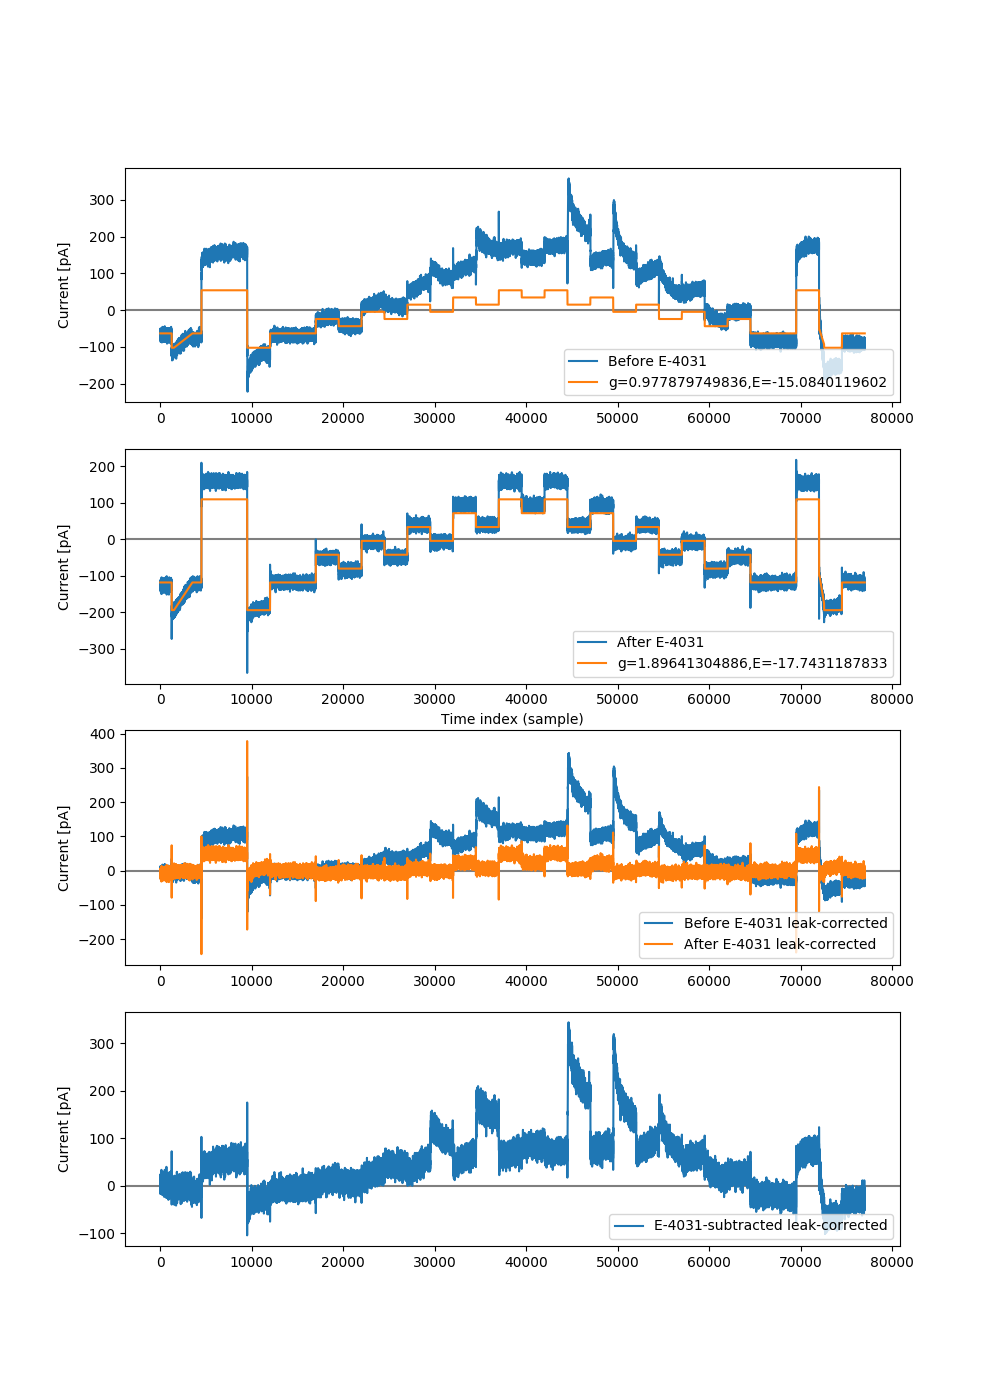 300
200
100
0
−100
−200
Current [pA]
Before E-4031
g=0.977879749836,E=-15.0840119602
0 10000 20000 30000 40000 50000 60000 70000 80000
200
100
0
−100
−200
−300
Current [pA]
After E-4031
g=1.89641304886,E=-17.7431187833
0 10000 20000 30000 40000 50000 60000 70000 80000
Time index (sample)
400
300
200
100
0
−100
−200
Current [pA]
Before E-4031 leak-corrected
After E-4031 leak-corrected
0 10000 20000 30000 40000 50000 60000 70000 80000
300
200
100
0
−100
Current [pA]
E-4031-subtracted leak-corrected
0 10000 20000 30000 40000 50000 60000 70000 80000